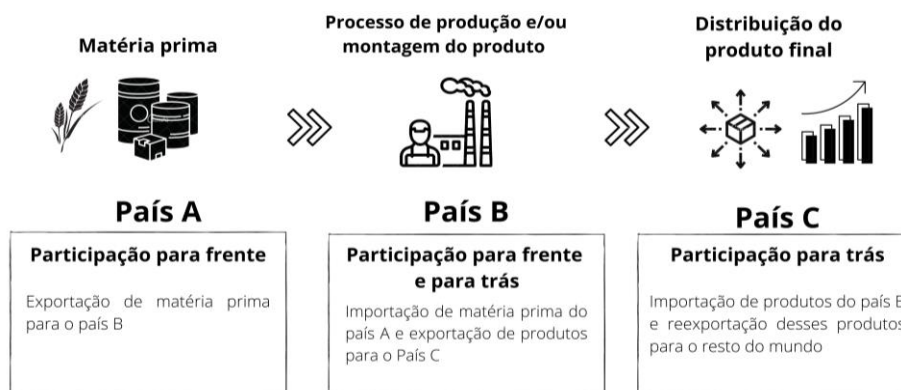 Matéria prima
Processo de produção e/ou
montagem do produto
Distribuição do
produto final
País A
Participação para frente
Exportação de matéria prima
para o país B
País B
Participação para frente
e para trás
Importação de matéria prima do
país A e exportação de produtos
para o País C
País C
Participação para trás
Importação de produtos do país B
e reexportação desses produtos
para o resto do mundo